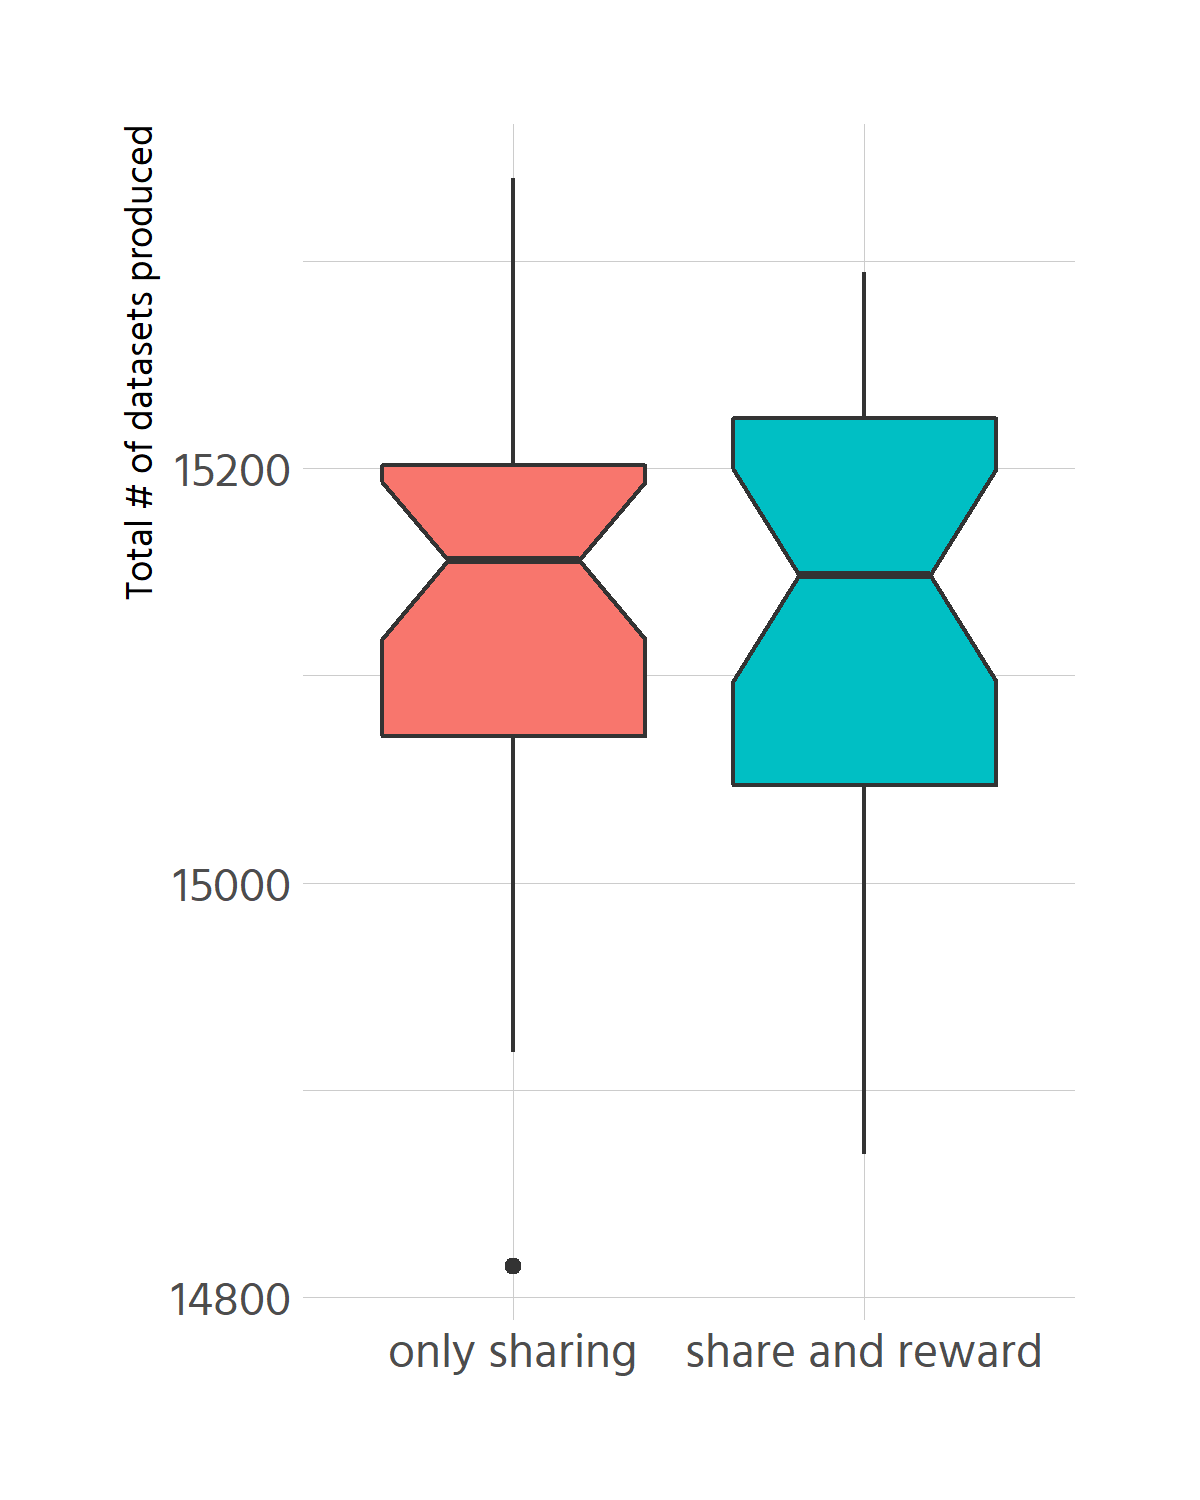 Total # of datasets produced
15200
15000
14800
only sharing
share and reward